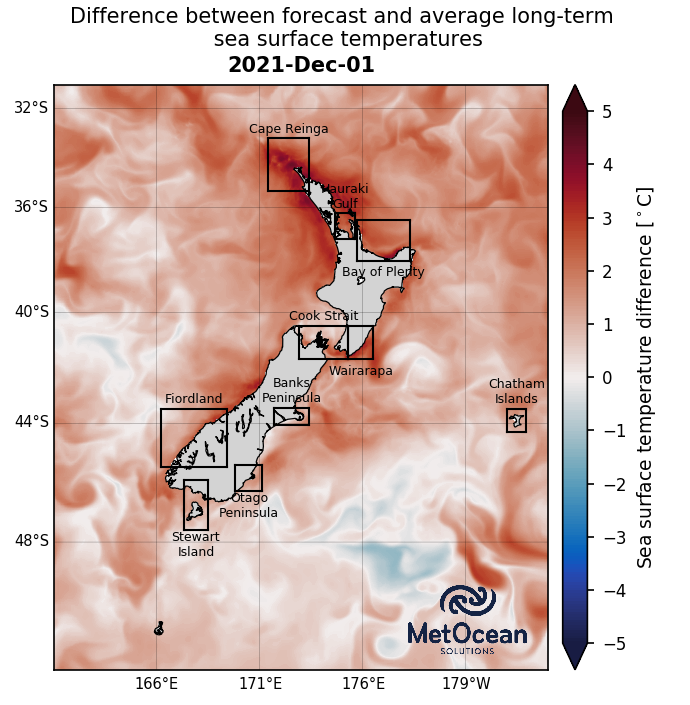 Difference between forecast and average long-term
sea surface temperatures
2021-Dec-01
32°S
36°S
40°S
44°S
48°S
166°E
171°E
176°E
179°W
Cape Reinga
Hauraki
Gulf
Bay of Plenty
Cook Strait
Wairarapa
Banks
Peninsula
Fiordland
Chatham
Islands
Otago
Peninsula
Stewart
Island
MetOcean
SOLUTIONS
5
4
3
2
1
0
−1
−2
−3
−4
−5
Sea surface temperature difference [°C]